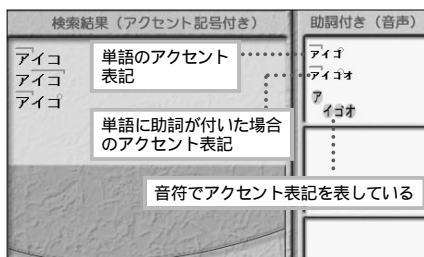 検索結果（アクセント記号付き）
アイコ
アイコ
アイコ゚
単語のアクセント
表記
単語に助詞が付いた場合
のアクセント表記
助詞付き（音声）
アイコ゚
アイコ゚オ
ア
イコ゚オ
音符でアクセント表記を表している